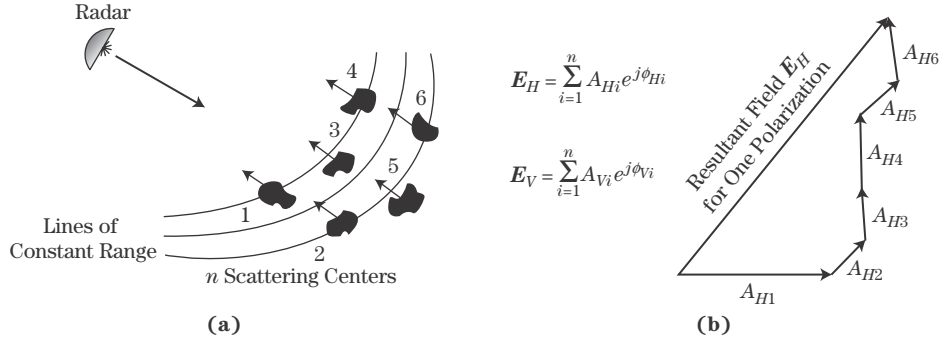 Radar
4
3
6
5
1
2
Lines of
Constant Range
n Scattering Centers
(a)
E_H = \sum_{i=1}^{n} A_{Hi} e^{jϕ_{Hi}}
E_V = \sum_{i=1}^{n} A_{Vi} e^{jϕ_{Vi}}
Resultant Field E_H
for One Polarization
A_{H6}
A_{H5}
A_{H4}
A_{H3}
A_{H2}
A_{H1}
(b)